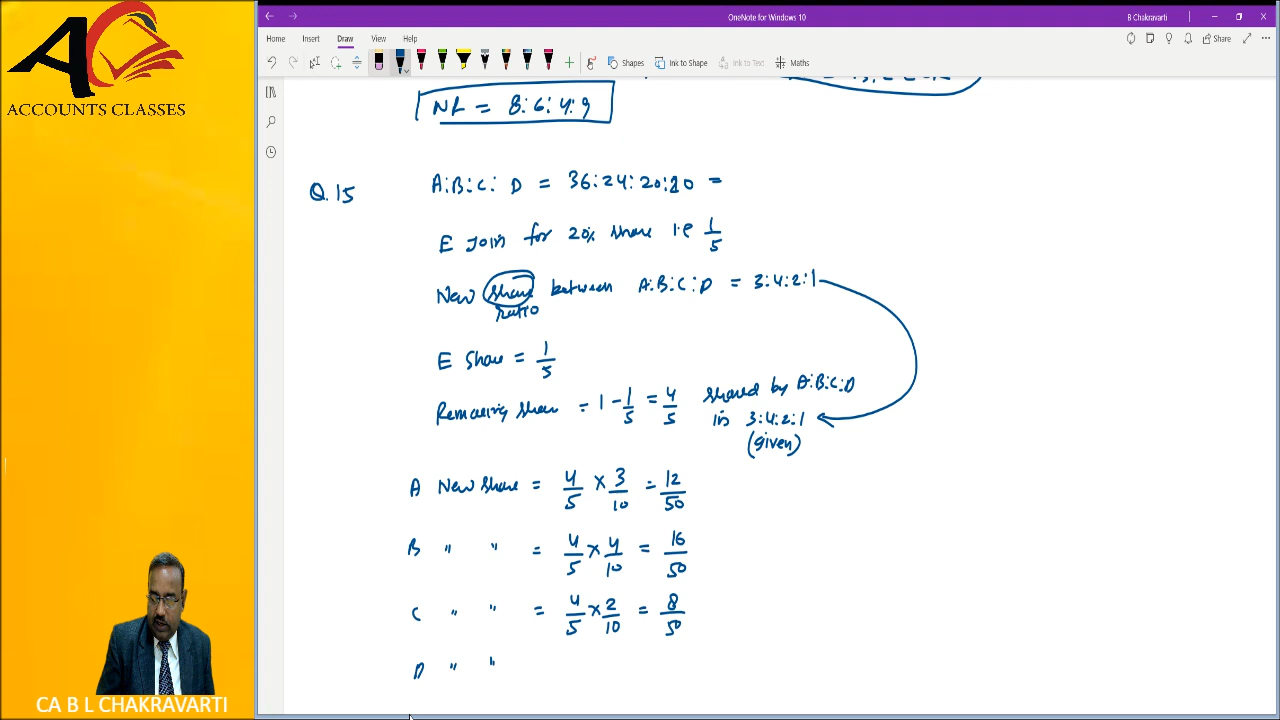 AC
ACCOUNTS CLASSES
OneNote for Windows 10
B Chakravarti
Home Insert Draw View Help
Share
Shapes Ink to Shape Ink to Text Maths
NR = 8:6:4:9
Q.15 A:B:C: D = 36:24:20:20 =
E Join for 20% share i.e 1/5
New share between A:B:C:D = 3:4:2:1
ratio
E Share = 1/5
Remaining share = 1 - 1/5 = 4/5 shared by A:B:C:D
in 3:4:2:1
(given)
A New share = 4/5 × 3/10 = 12/50
B " " = 4/5 × 4/10 = 16/50
C " " = 4/5 × 2/10 = 8/50
D " "
CA B L CHAKRAVARTI